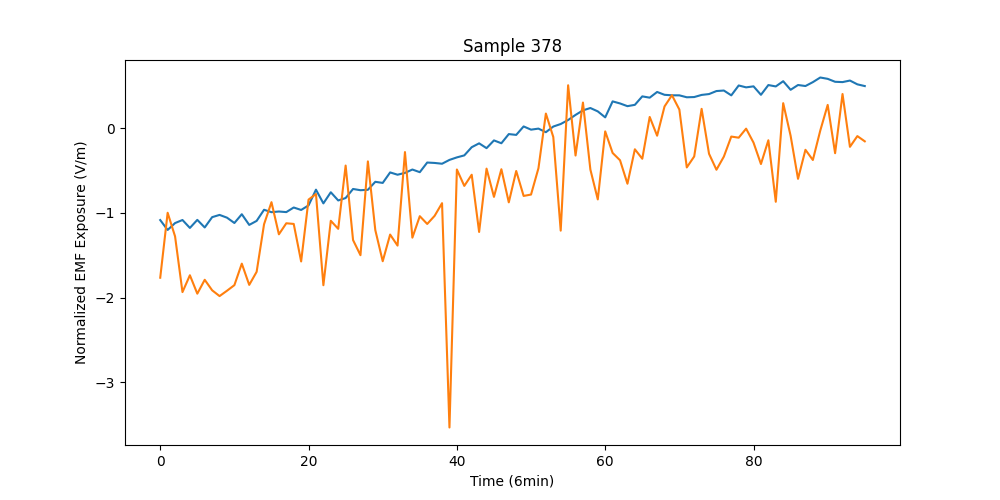 Sample 378
Normalized EMF Exposure (V/m)
0
−1
−2
−3
0 20 40 60 80
Time (6min)